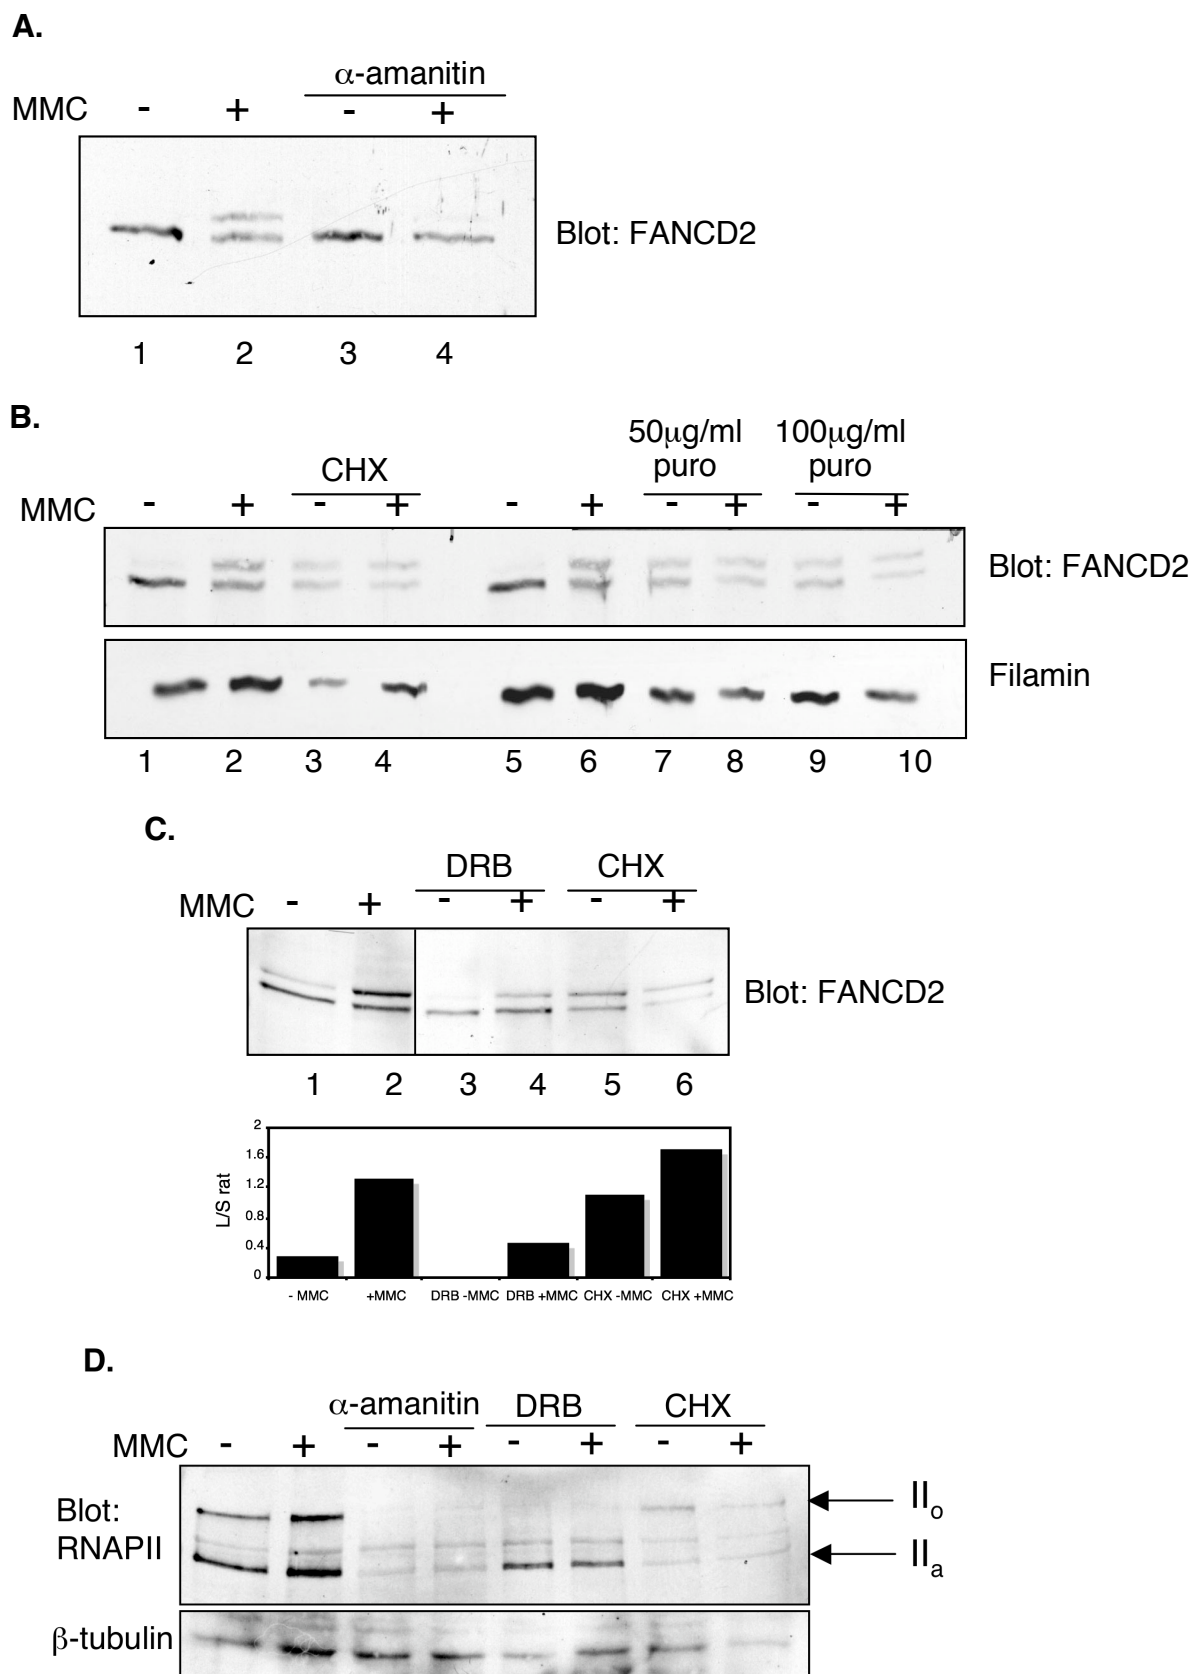 A.
α-amanitin
MMC - + - +
Blot: FANCD2
1 2 3 4
B.
50μg/ml 100μg/ml
CHX puro puro
MMC - + - + - + - + - +
Blot: FANCD2
Filamin
1 2 3 4 5 6 7 8 9 10
C.
DRB CHX
MMC - + - + - +
Blot: FANCD2
1 2 3 4 5 6
2
1.6
1.2
0.8
0.4
0
L/S rat
- MMC +MMC DRB -MMC DRB +MMC CHX -MMC CHX +MMC
D.
α-amanitin DRB CHX
MMC - + - + - + - +
Blot:
RNAPII
IIo
IIa
β-tubulin